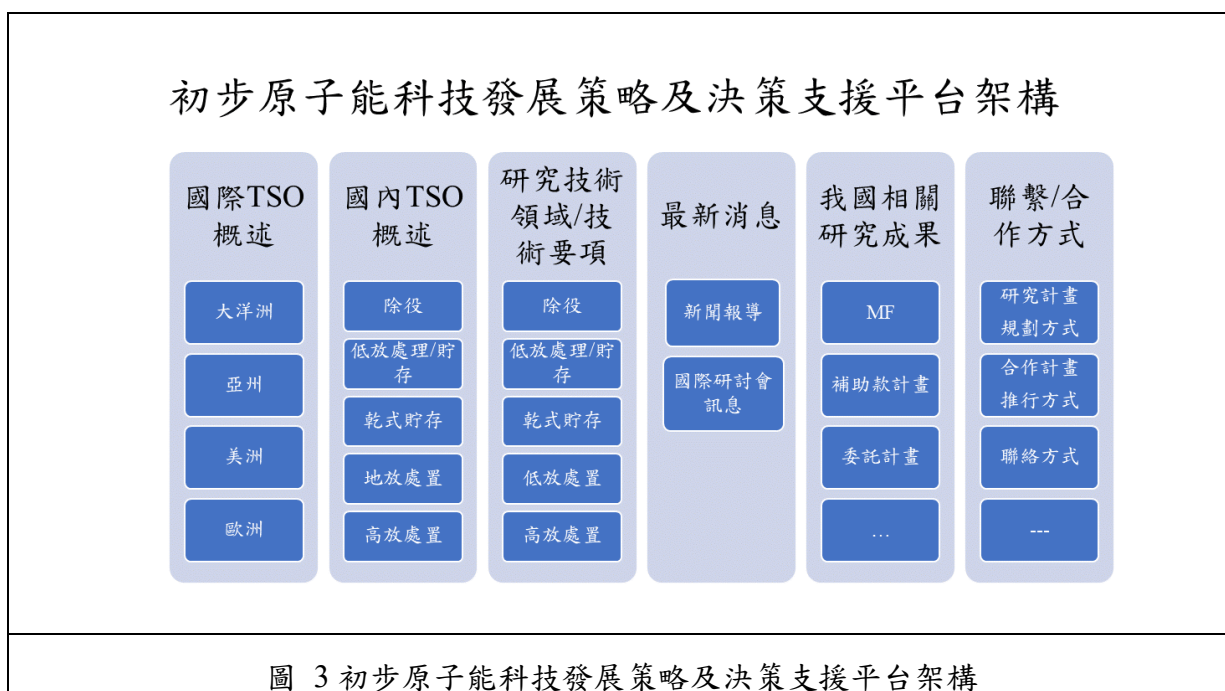 初步原子能科技發展策略及決策支援平台架構
國際TSO
概述
大洋洲
亞州
美洲
歐洲
國內TSO
概述
除役
低放處理/貯
存
乾式貯存
地放處置
高放處置
研究技術
領域/技
術要項
除役
低放處理/貯
存
乾式貯存
低放處置
高放處置
最新消息
新聞報導
國際研討會
訊息
我國相關
研究成果
MF
補助款計畫
委託計畫
…
聯繫/合
作方式
研究計畫
規劃方式
合作計畫
推行方式
聯絡方式
---
圖 3 初步原子能科技發展策略及決策支援平台架構